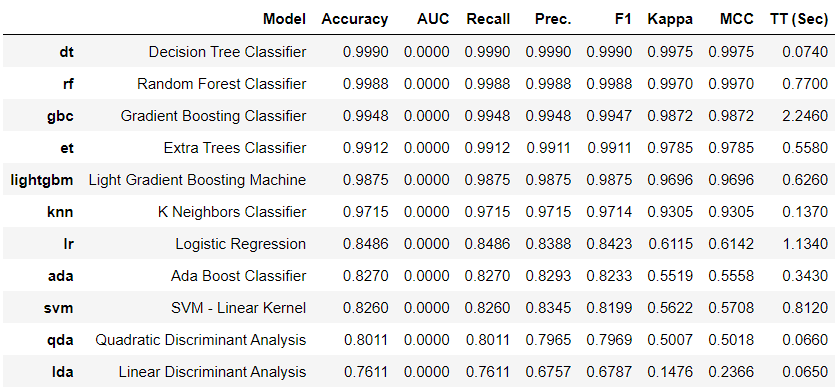 Model Accuracy AUC Recall Prec. F1 Kappa MCC TT (Sec)
dt Decision Tree Classifier 0.9990 0.0000 0.9990 0.9990 0.9990 0.9975 0.9975 0.0740
rf Random Forest Classifier 0.9988 0.0000 0.9988 0.9988 0.9988 0.9970 0.9970 0.7700
gbc Gradient Boosting Classifier 0.9948 0.0000 0.9948 0.9948 0.9947 0.9872 0.9872 2.2460
et Extra Trees Classifier 0.9912 0.0000 0.9912 0.9911 0.9911 0.9785 0.9785 0.5580
lightgbm Light Gradient Boosting Machine 0.9875 0.0000 0.9875 0.9875 0.9875 0.9696 0.9696 0.6260
knn K Neighbors Classifier 0.9715 0.0000 0.9715 0.9715 0.9714 0.9305 0.9305 0.1370
lr Logistic Regression 0.8486 0.0000 0.8486 0.8388 0.8423 0.6115 0.6142 1.1340
ada Ada Boost Classifier 0.8270 0.0000 0.8270 0.8293 0.8233 0.5519 0.5558 0.3430
svm SVM - Linear Kernel 0.8260 0.0000 0.8260 0.8345 0.8199 0.5622 0.5708 0.8120
qda Quadratic Discriminant Analysis 0.8011 0.0000 0.8011 0.7965 0.7969 0.5007 0.5018 0.0660
lda Linear Discriminant Analysis 0.7611 0.0000 0.7611 0.6757 0.6787 0.1476 0.2366 0.0650